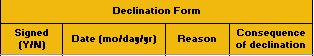 Declination Form
Signed (Y/N)
Date (mo/day/yr)
Reason
Consequence of declination